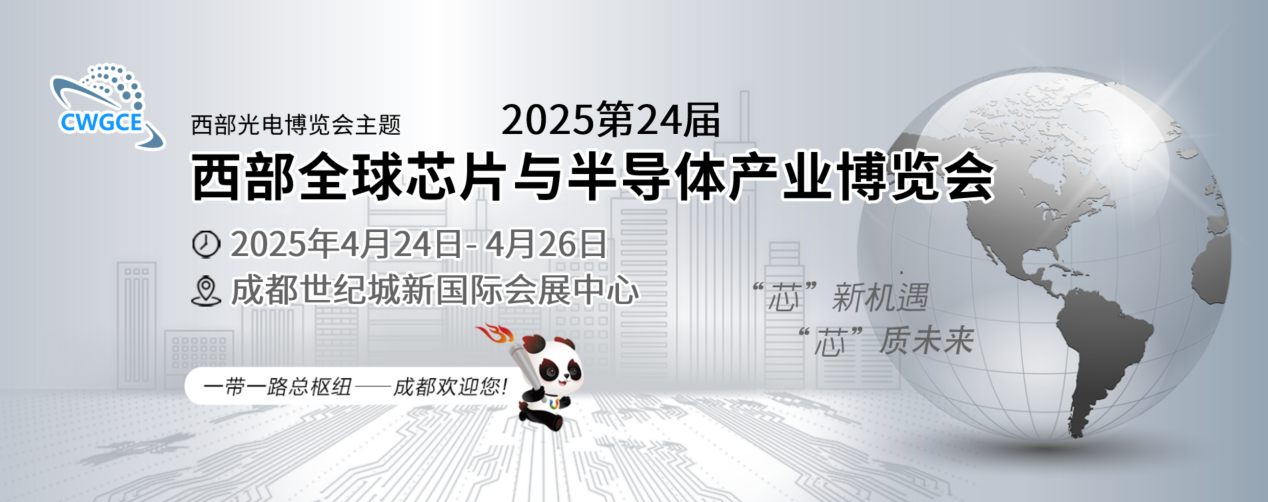 CWGCE
西部光电博览会主题
2025第24届
西部全球芯片与半导体产业博览会
2025年4月24日- 4月26日
成都世纪城新国际会展中心
“芯”新机遇
“芯”质未来
一带一路总枢纽——成都欢迎您!